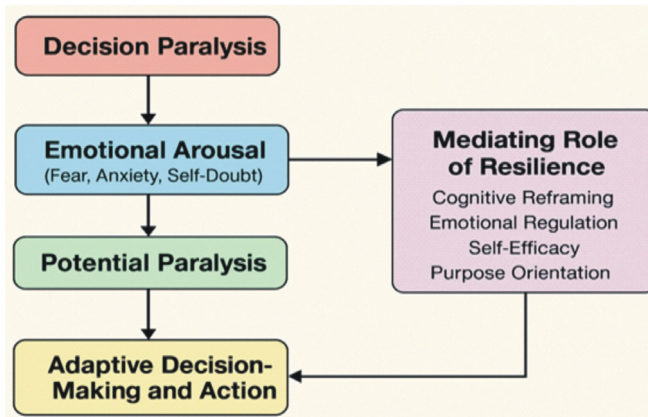 Decision Paralysis
Emotional Arousal
(Fear, Anxiety, Self-Doubt)
Potential Paralysis
Adaptive Decision-
Making and Action
Mediating Role
of Resilience
Cognitive Reframing
Emotional Regulation
Self-Efficacy
Purpose Orientation